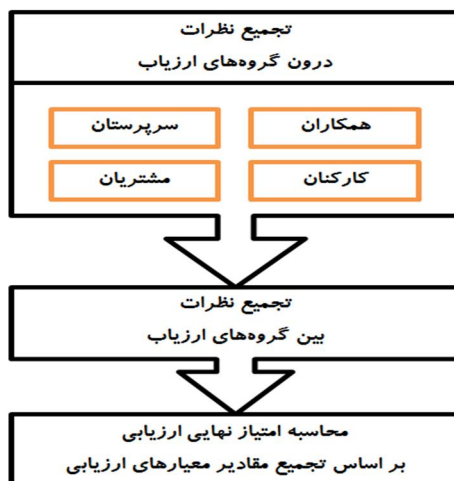 تجمیع نظرات
درون گروه‌های ارزیاب
همکاران
سرپرستان
کارکنان
مشتریان
تجمیع نظرات
بین گروه‌های ارزیاب
محاسبه امتیاز نهایی ارزیابی
بر اساس تجمیع مقادیر معیارهای ارزیابی